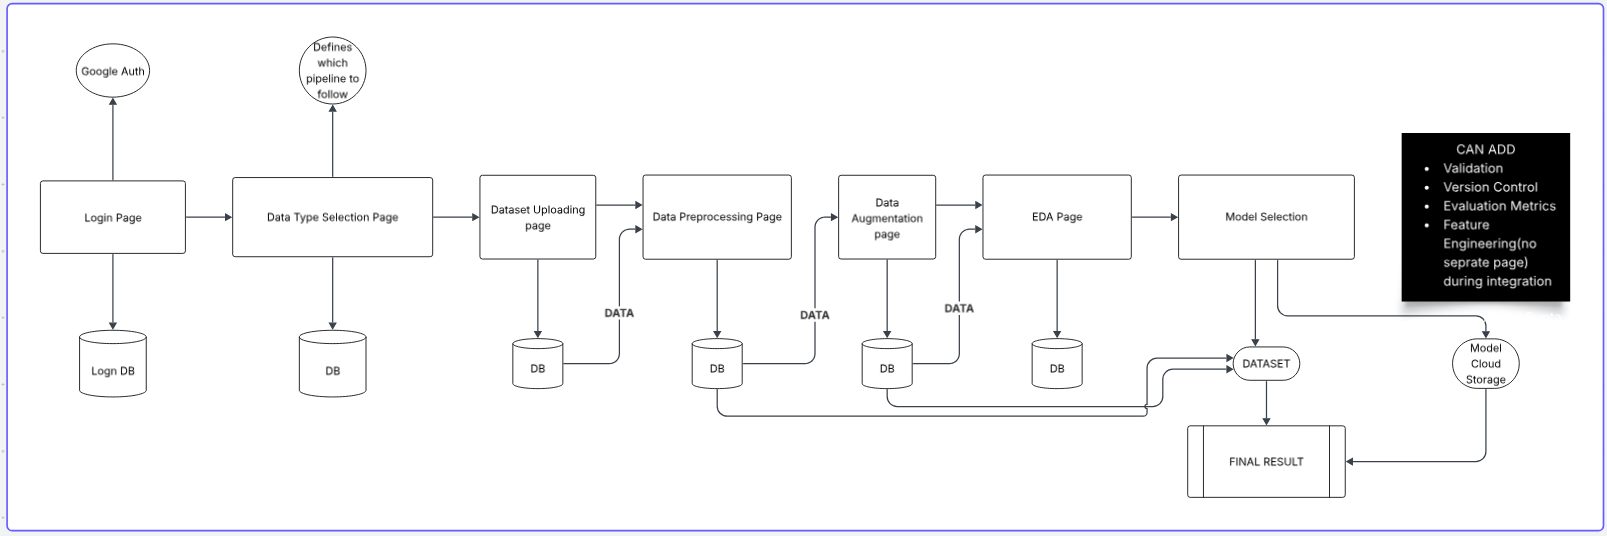 Google Auth
Defines
which
pipeline to
follow
CAN ADD
• Validation
• Version Control
• Evaluation Metrics
• Feature
Engineering(no
seprate page)
during integration
Login Page
Data Type Selection Page
Dataset Uploading
page
Data Preprocessing Page
Data
Augmentation
page
EDA Page
Model Selection
DATA
DATA
DATA
Logn DB
DB
DB
DB
DB
DB
DATASET
Model
Cloud
Storage
FINAL RESULT